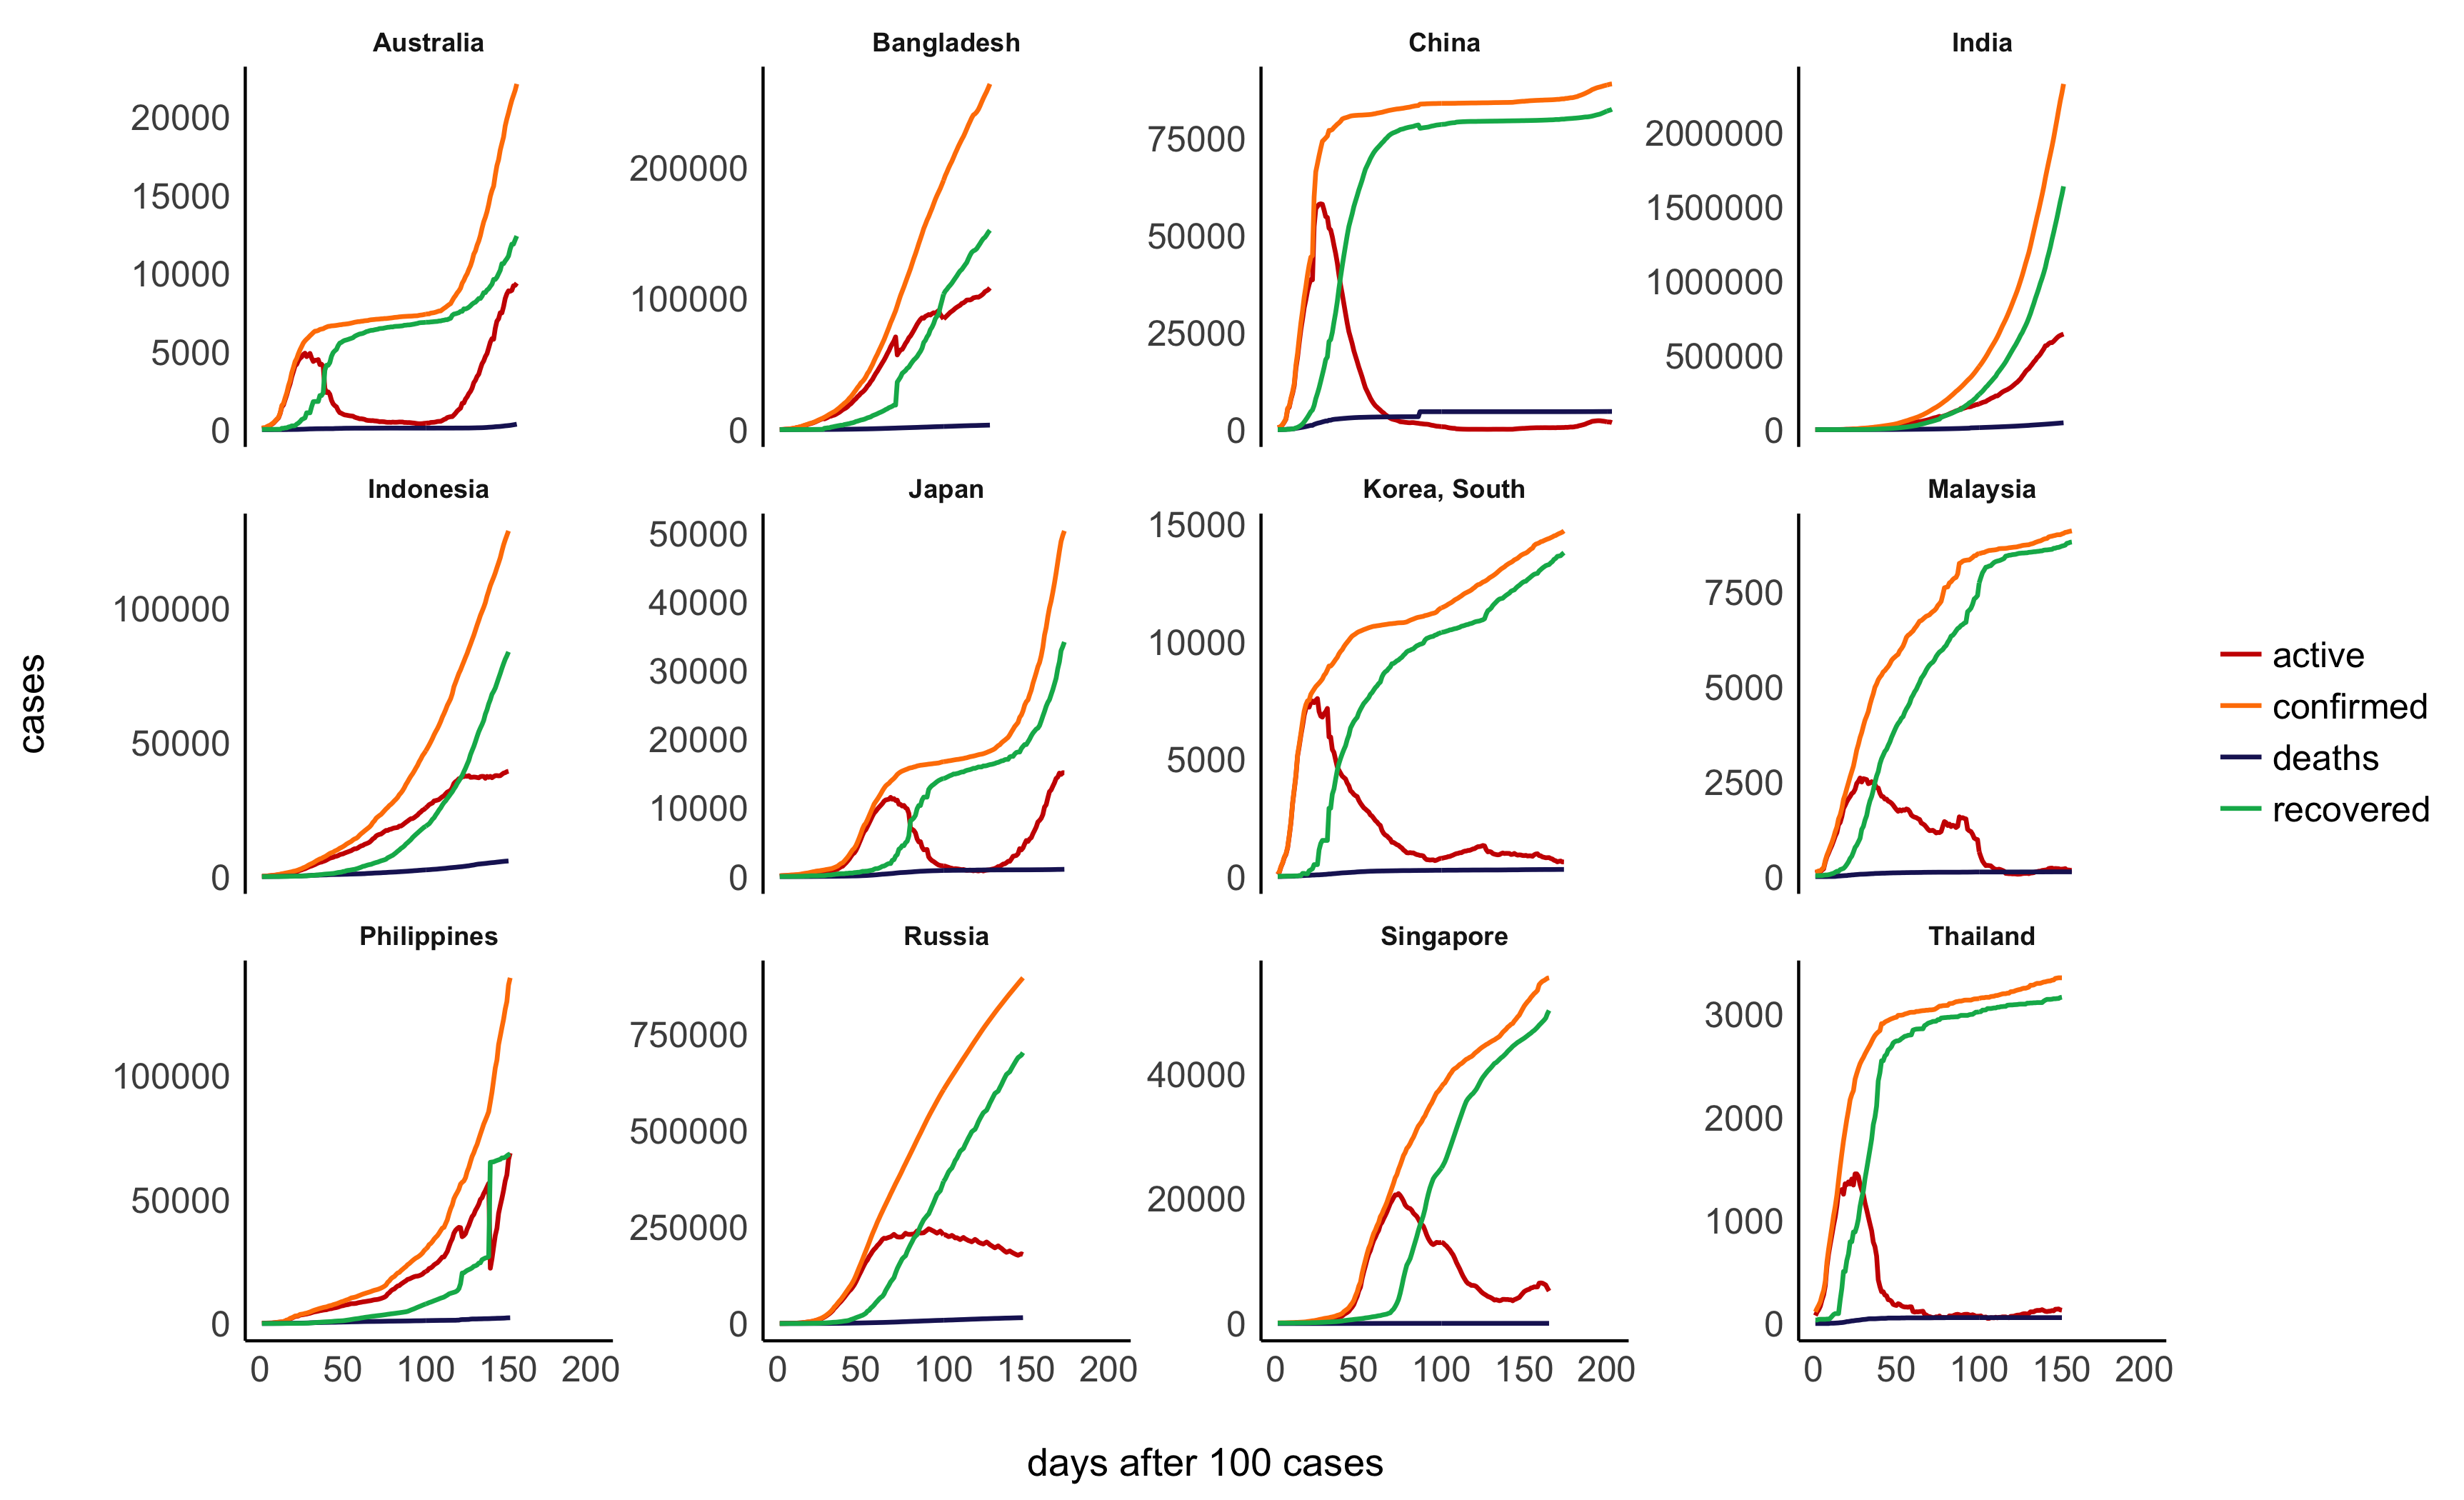 Australia
Bangladesh
China
India
20000
15000
10000
5000
0
200000
100000
0
75000
50000
25000
0
2000000
1500000
1000000
500000
0
Indonesia
Japan
Korea, South
Malaysia
100000
50000
0
50000
40000
30000
20000
10000
0
15000
10000
5000
0
7500
5000
2500
0
cases
active
confirmed
deaths
recovered
Philippines
Russia
Singapore
Thailand
100000
50000
0
750000
500000
250000
0
40000
20000
0
3000
2000
1000
0
0 50 100 150 200
0 50 100 150 200
0 50 100 150 200
0 50 100 150 200
days after 100 cases